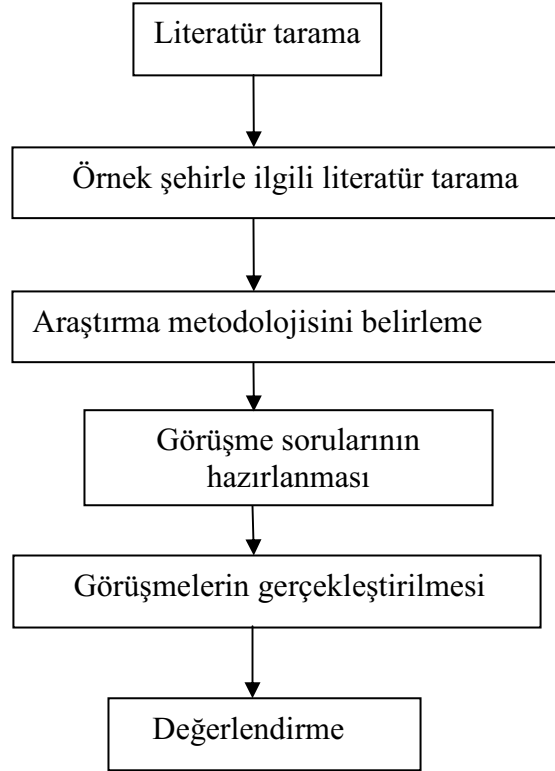 Literatür tarama
Örnek şehirle ilgili literatür tarama
Araştırma metodolojisini belirleme
Görüşme sorularının
hazırlanması
Görüşmelerin gerçekleştirilmesi
Değerlendirme